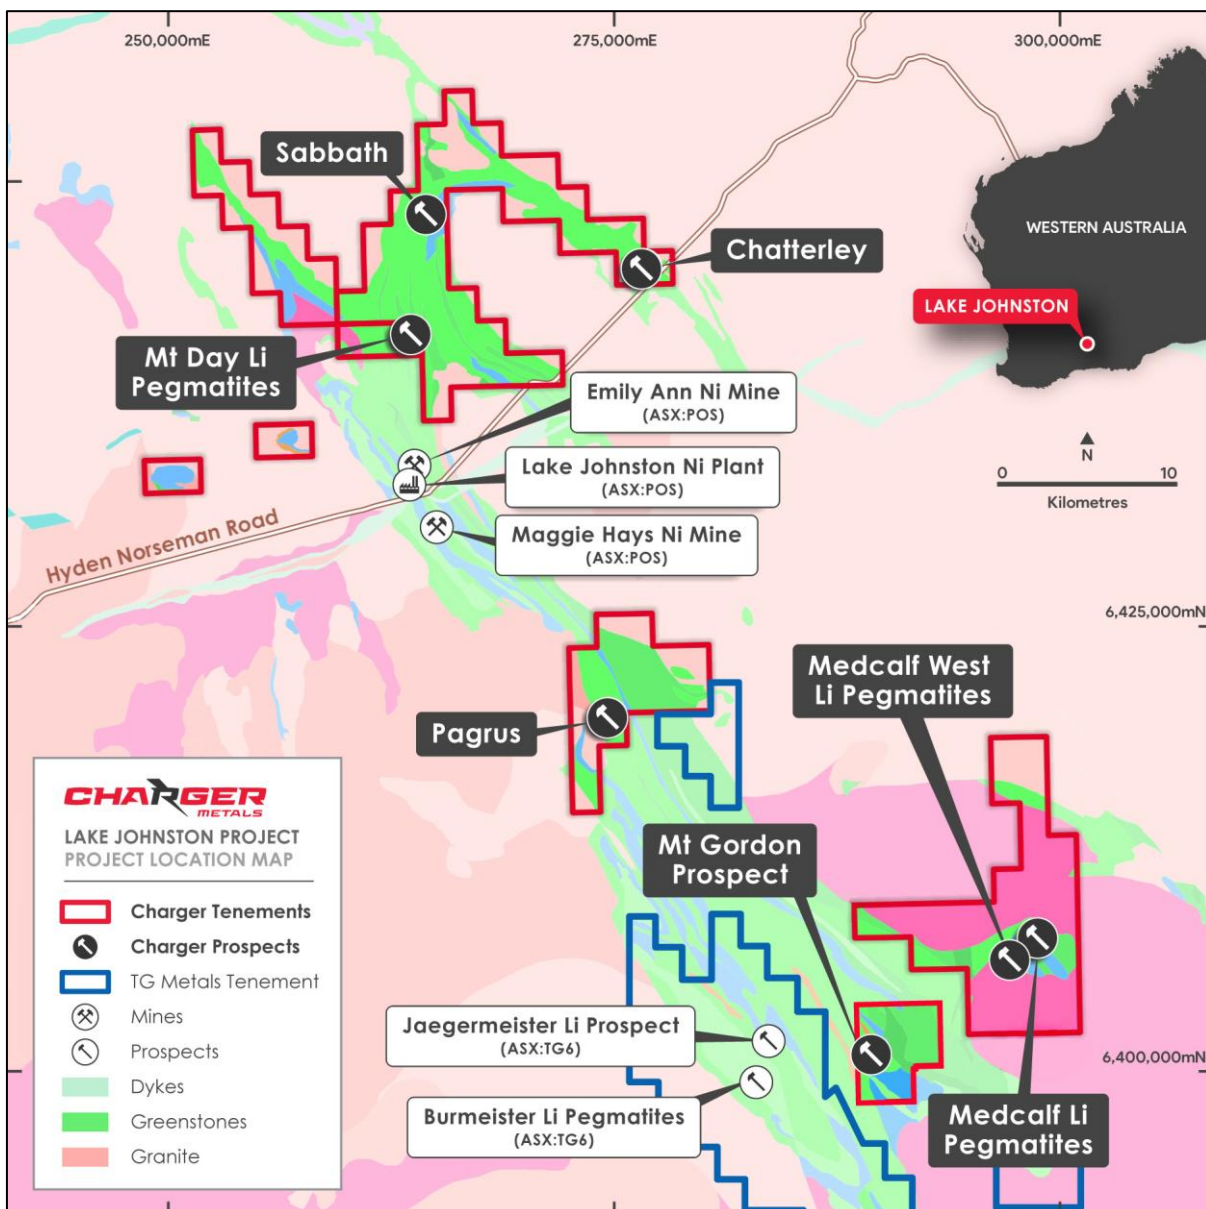 250,000mE
275,000mE
300,000mE
Sabbath
Chatterley
WESTERN AUSTRALIA
LAKE JOHNSTON
Mt Day Li
Pegmatites
Emily Ann Ni Mine
(ASX:POS)
Lake Johnston Ni Plant
(ASX:POS)
Maggie Hays Ni Mine
(ASX:POS)
N
0
10
Kilometres
Hyden Norseman Road
6,425,000mN
Medcalf West
Li Pegmatites
Pagrus
Mt Gordon
Prospect
Jaegermeister Li Prospect
(ASX:TG6)
Burmeister Li Pegmatites
(ASX:TG6)
6,400,000mN
Medcalf Li
Pegmatites
CHARGER
METALS
LAKE JOHNSTON PROJECT
PROJECT LOCATION MAP
Charger Tenements
Charger Prospects
TG Metals Tenement
Mines
Prospects
Dykes
Greenstones
Granite